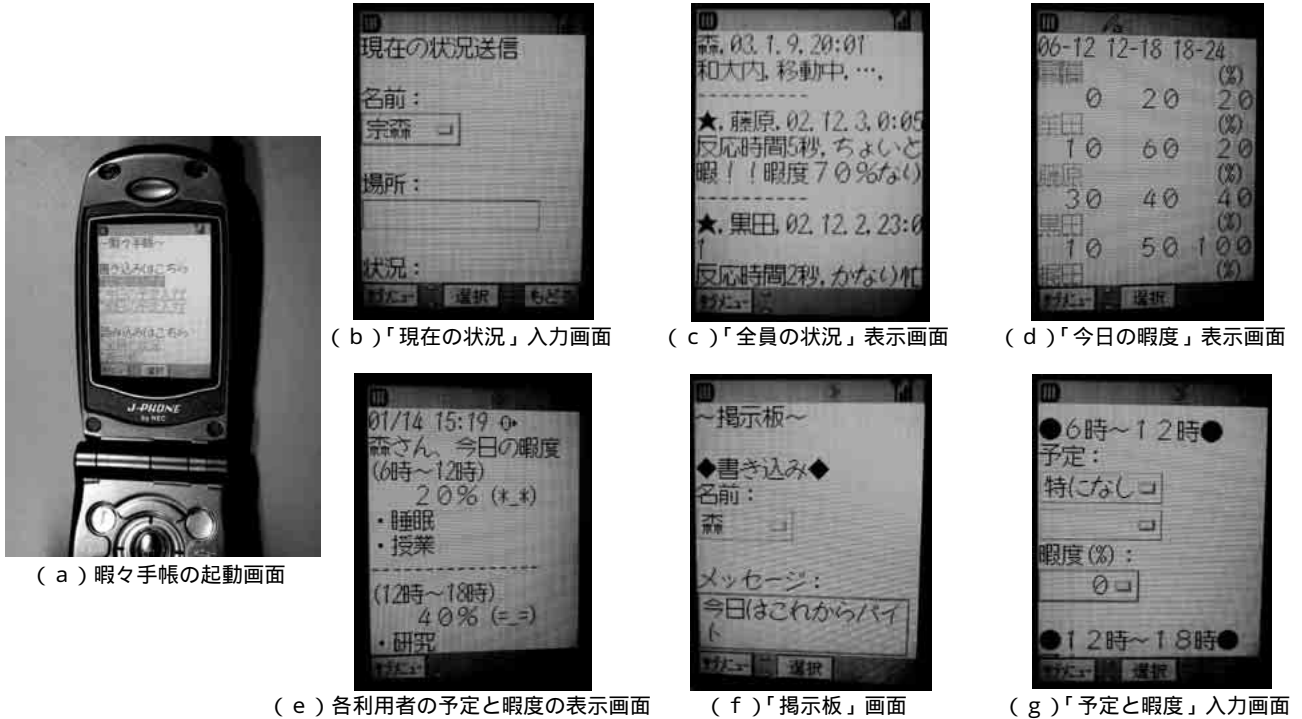 ～暇々手帳～
書き込みはこちら
読み込みはこちら
選択
J-PHONE
by NEC
(a)暇々手帳の起動画面
現在の状況送信
名前：
宗森
場所：
状況：
サブメニュー 選択 もどる
(b)「現在の状況」入力画面
森, 03. 1. 9, 20:01
和大内, 移動中, …,
----------
★, 藤原, 02. 12. 3, 0:05
反応時間5秒, ちょいと
暇！！暇度７０％なり
----------
★, 黒田, 02. 12. 2, 23:0
1
反応時間2秒, かなり忙
サブメニュー
(c)「全員の状況」表示画面
06-12 12-18 18-24
(%)
0 20 20
(%)
10 60 20
藤原 (%)
30 40 40
黒田 (%)
10 50 100
(%)
サブメニュー 選択
(d)「今日の暇度」表示画面
01/14 15:19
森さん、今日の暇度
(6時～12時)
２０％ (*_*)
・睡眠
・授業
--------------------
(12時～18時)
４０％ (=_=)
・研究
サブメニュー
(e)各利用者の予定と暇度の表示画面
～掲示板～
◆書き込み◆
名前：
森
メッセージ：
今日はこれからバイ
ト
サブメニュー 選択
(f)「掲示板」画面
●６時～１２時●
予定：
特になし
暇度(%)：
0
●１２時～１８時●
サブメニュー 選択
(g)「予定と暇度」入力画面